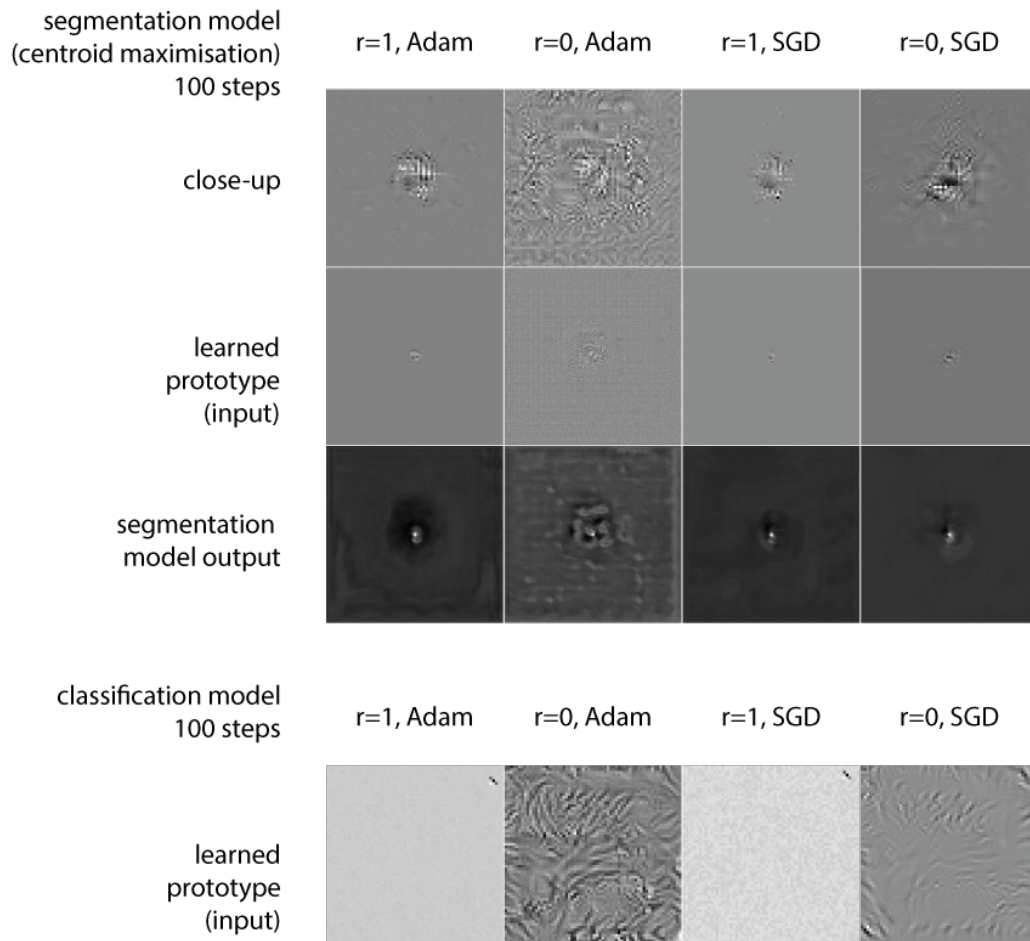 segmentation model
(centroid maximisation)
100 steps
r=1, Adam
r=0, Adam
r=1, SGD
r=0, SGD
close-up
learned
prototype
(input)
segmentation
model output
classification model
100 steps
r=1, Adam
r=0, Adam
r=1, SGD
r=0, SGD
learned
prototype
(input)